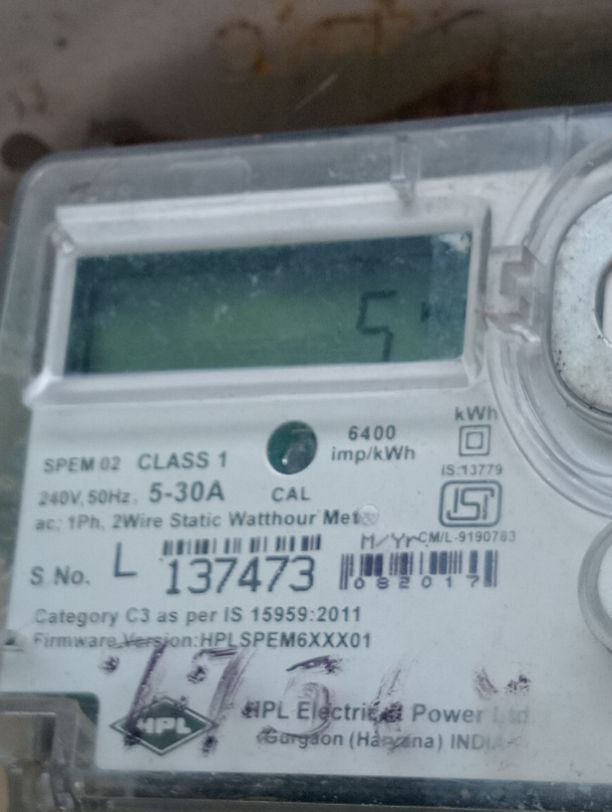 5
kWh
6400
imp/kWh
SPEM 02 CLASS 1
IS:13779
240V, 50Hz, 5-30A CAL
ac, 1Ph, 2Wire Static Watthour
M/Yr. CM/L-9190783
S.No. L 137473 082017
Category C3 as per IS 15959:2011
Firmware Version:HPLSPEM6XXX01
HPL HPL Electrical Power Ltd
Gurgaon (Haryana) INDIA